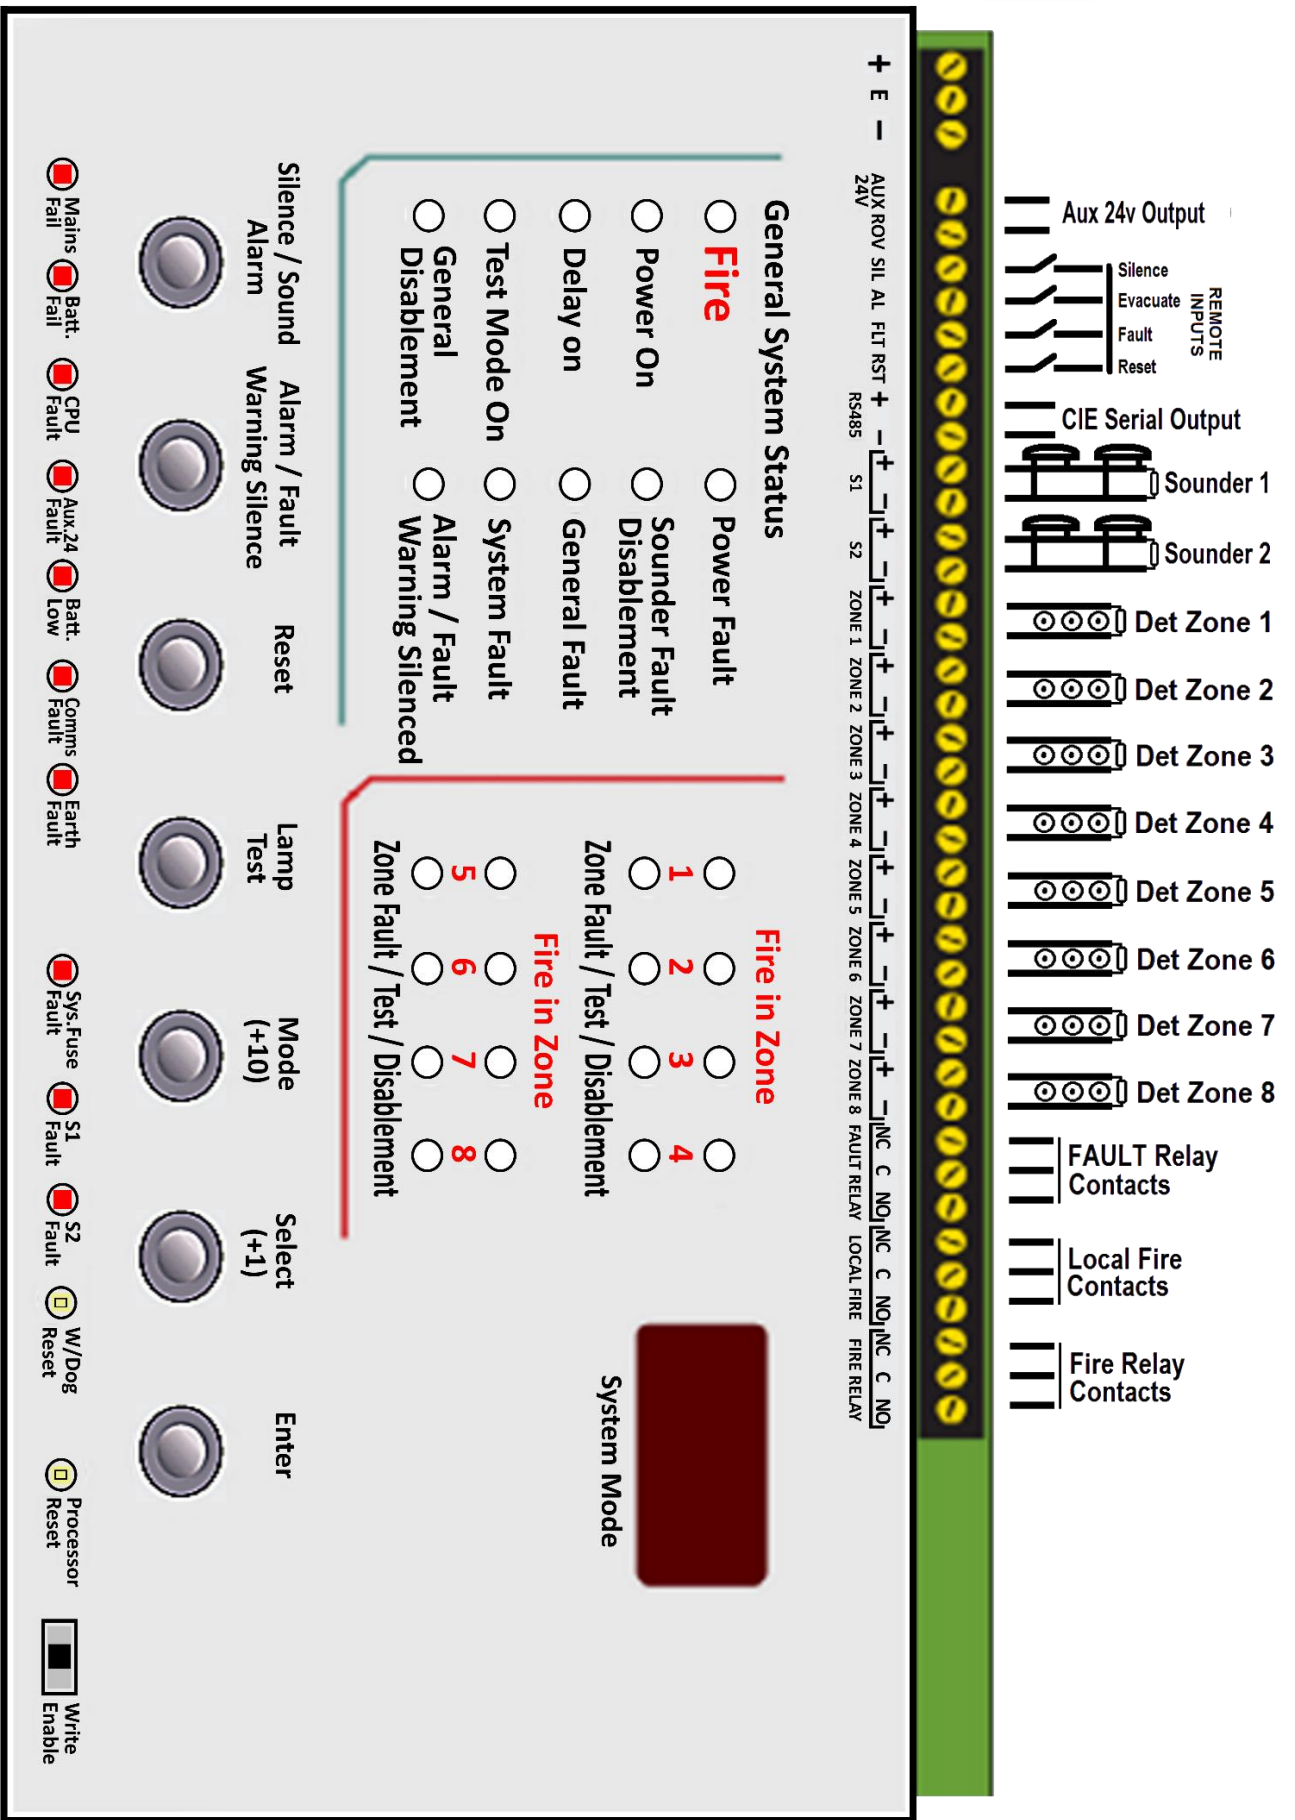 + E − AUX ROV SIL AL FLT RST + − + − + − + − + − + − + − + − + − + − + − NC C NO NC C NO NC C NO
24V RS485 S1 S2 ZONE 1 ZONE 2 ZONE 3 ZONE 4 ZONE 5 ZONE 6 ZONE 7 ZONE 8 FAULT RELAY LOCAL FIRE FIRE RELAY
General System Status
Fire
Power Fault
Power On
Sounder Fault
Disablement
Delay on
General Fault
Test Mode On
System Fault
General
Disablement
Alarm / Fault
Warning Silenced
Fire in Zone
1 2 3 4
Zone Fault / Test / Disablement
Fire in Zone
5 6 7 8
Zone Fault / Test / Disablement
System Mode
Silence / Sound
Alarm
Alarm / Fault
Warning Silence
Reset
Lamp
Test
Mode
(+10)
Select
(+1)
Enter
Mains
Fail
Batt.
Fail
CPU
Fault
Aux.24
Fault
Batt.
Low
Comms
Fault
Earth
Fault
Sys.Fuse
Fault
S1
Fault
S2
Fault
W/Dog
Reset
Processor
Reset
Write
Enable
Aux 24v Output
Silence
Evacuate
Fault
Reset
REMOTE
INPUTS
CIE Serial Output
Sounder 1
Sounder 2
Det Zone 1
Det Zone 2
Det Zone 3
Det Zone 4
Det Zone 5
Det Zone 6
Det Zone 7
Det Zone 8
FAULT Relay
Contacts
Local Fire
Contacts
Fire Relay
Contacts